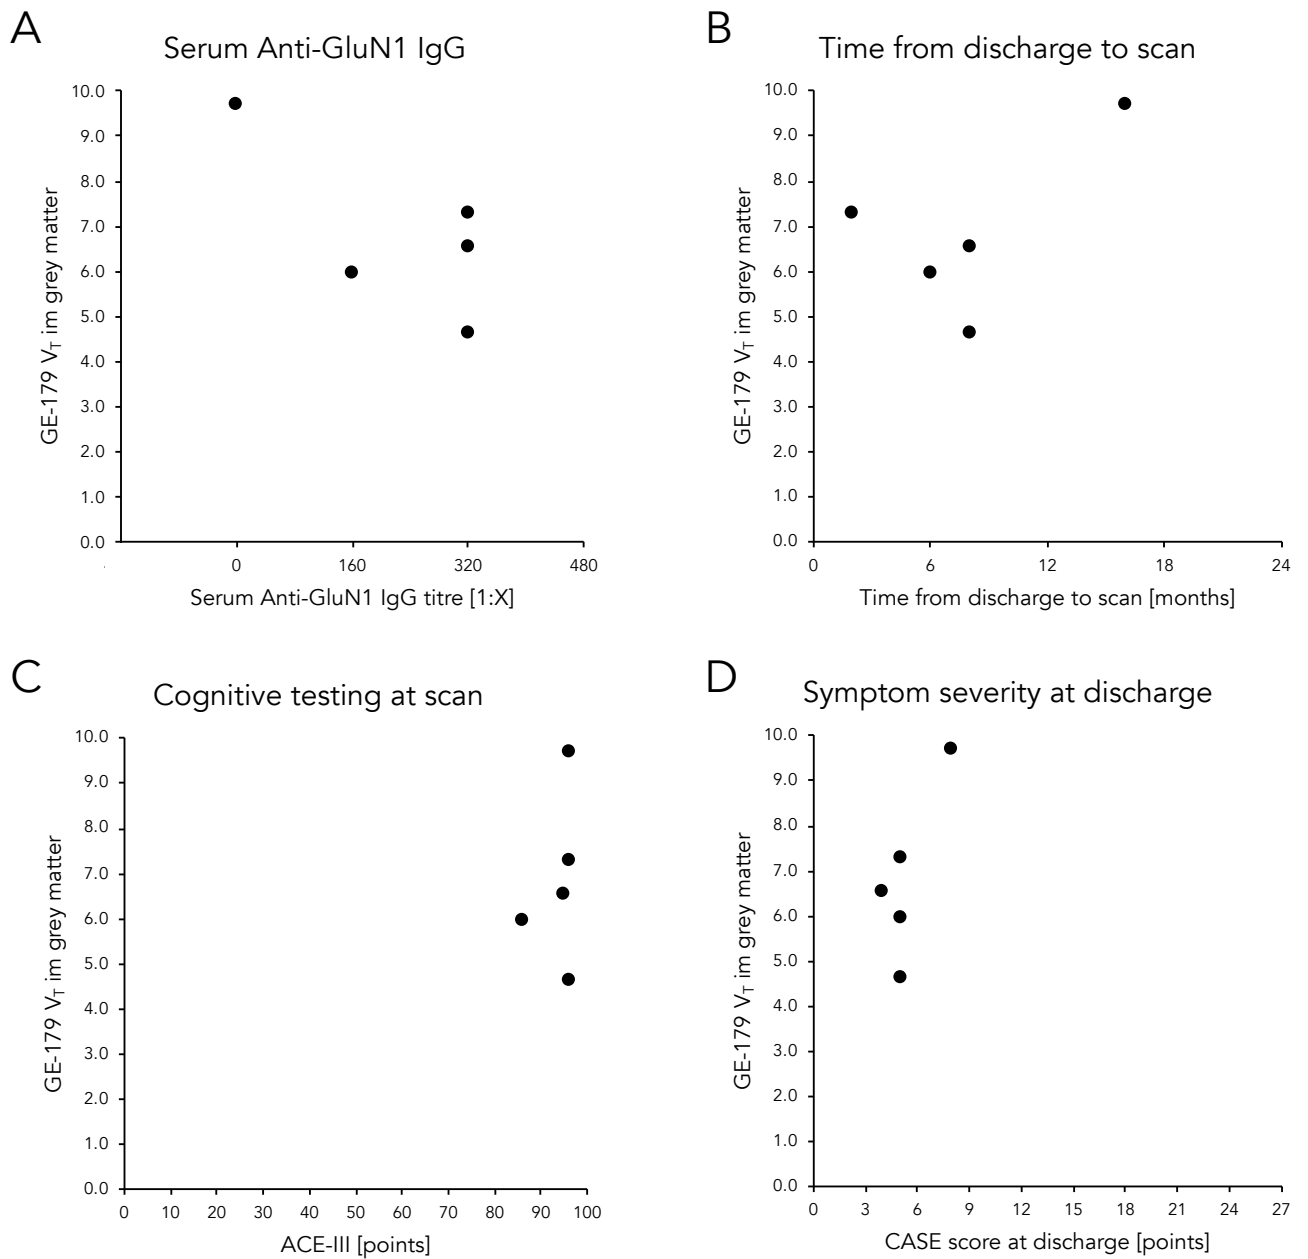 A
Serum Anti-GluN1 IgG
10.0
9.0
8.0
7.0
6.0
5.0
4.0
3.0
2.0
1.0
0.0
GE-179 V_T im grey matter
0 160 320 480
Serum Anti-GluN1 IgG titre [1:X]
B
Time from discharge to scan
10.0
9.0
8.0
7.0
6.0
5.0
4.0
3.0
2.0
1.0
0.0
GE-179 V_T im grey matter
0 6 12 18 24
Time from discharge to scan [months]
C
Cognitive testing at scan
10.0
9.0
8.0
7.0
6.0
5.0
4.0
3.0
2.0
1.0
0.0
GE-179 V_T im grey matter
0 10 20 30 40 50 60 70 80 90 100
ACE-III [points]
D
Symptom severity at discharge
10.0
9.0
8.0
7.0
6.0
5.0
4.0
3.0
2.0
1.0
0.0
GE-179 V_T im grey matter
0 3 6 9 12 15 18 21 24 27
CASE score at discharge [points]